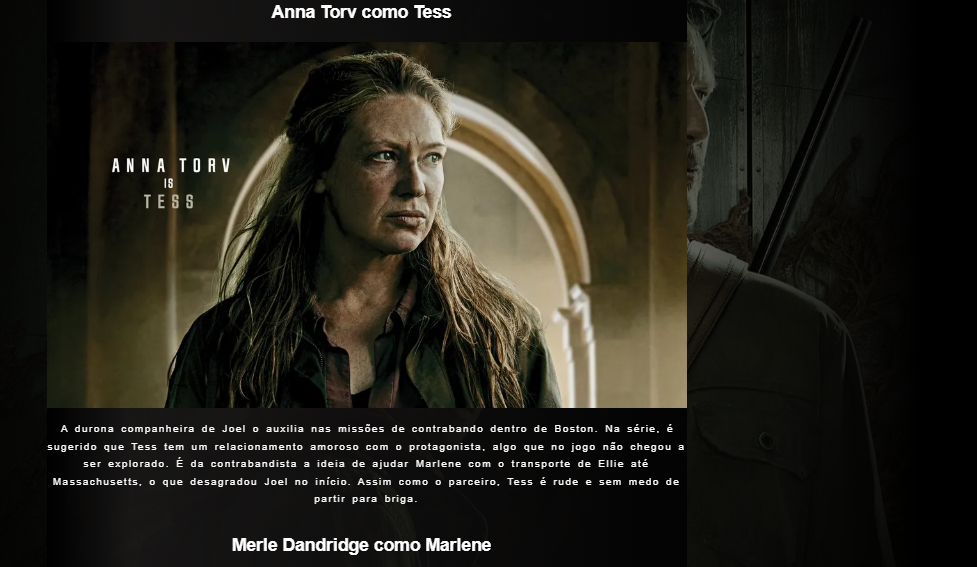 Anna Torv como Tess
ANNA TORV
IS
TESS
A durona companheira de Joel o auxilia nas missões de contrabando dentro de Boston. Na série, é
sugerido que Tess tem um relacionamento amoroso com o protagonista, algo que no jogo não chegou a
ser explorado. É da contrabandista a ideia de ajudar Marlene com o transporte de Ellie até
Massachusetts, o que desagradou Joel no início. Assim como o parceiro, Tess é rude e sem medo de
partir para briga.
Merle Dandridge como Marlene